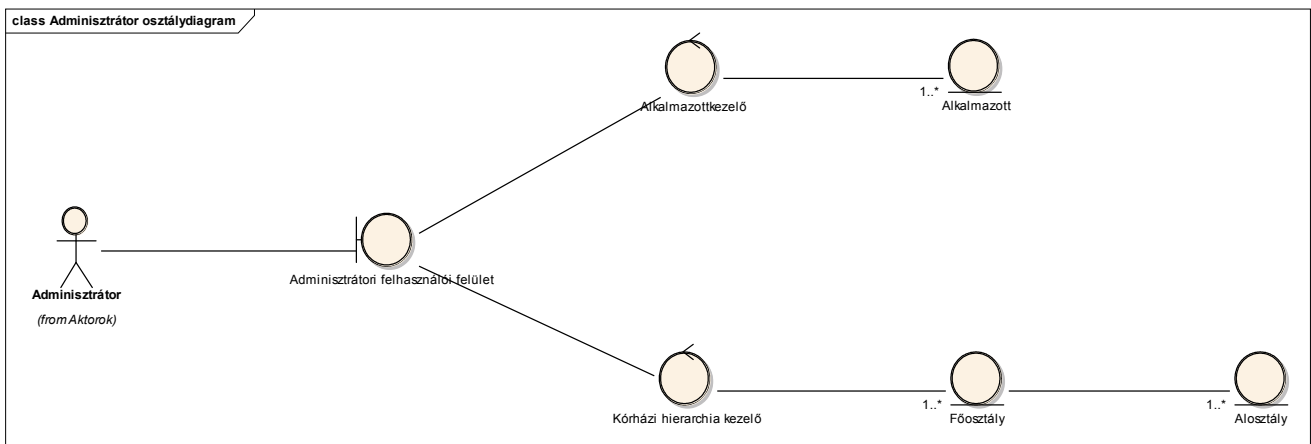 class Adminisztrátor osztálydiagram
Alkalmazottkezelő
1..*
Alkalmazott
Adminisztrátor
(from Aktorok)
Adminisztrátori felhasználói felület
Kórházi hierarchia kezelő
1..*
Főosztály
1..*
Alosztály